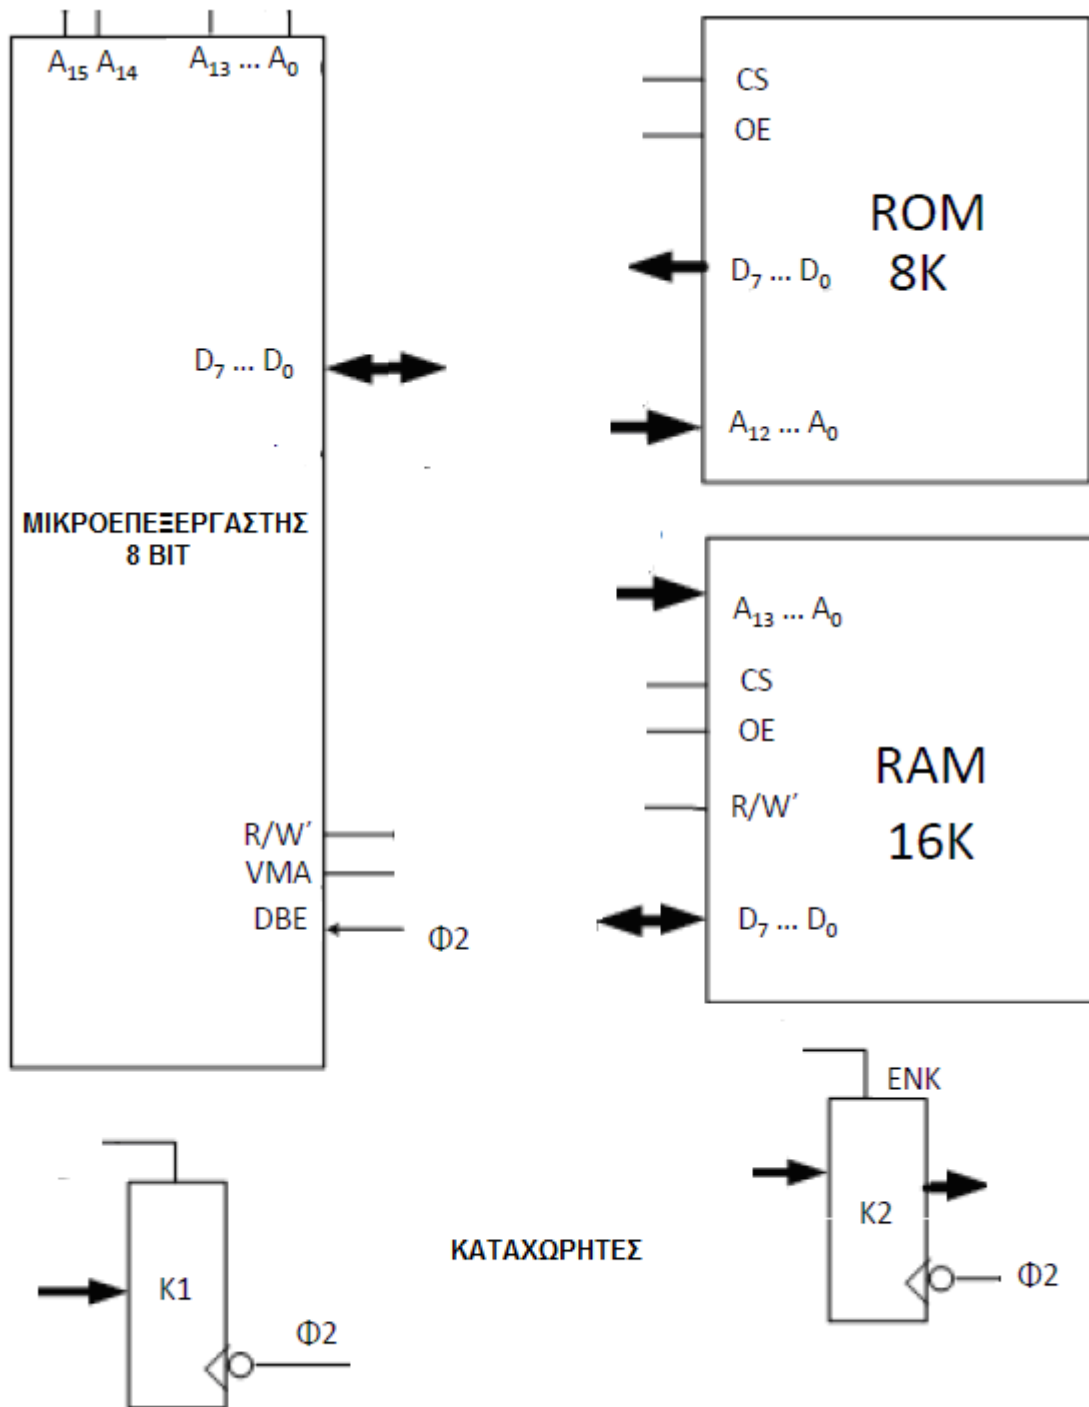 A₁₅ A₁₄ A₁₃ ... A₀
D₇ ... D₀
ΜΙΚΡΟΕΠΕΞΕΡΓΑΣΤΗΣ
8 BIT
R/W′
VMA
DBE
Φ2
CS
OE
ROM
8K
D₇ ... D₀
A₁₂ ... A₀
A₁₃ ... A₀
CS
OE
RAM
R/W′
16K
D₇ ... D₀
K1
Φ2
ΚΑΤΑΧΩΡΗΤΕΣ
ENK
K2
Φ2